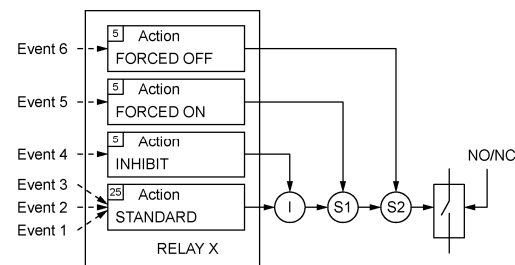 5 Action
Event 6
FORCED OFF
5 Action
Event 5
FORCED ON
5 Action
Event 4
INHIBIT
NO/NC
Event 3
25 Action
Event 2
STANDARD
I
S1
S2
Event 1
RELAY X